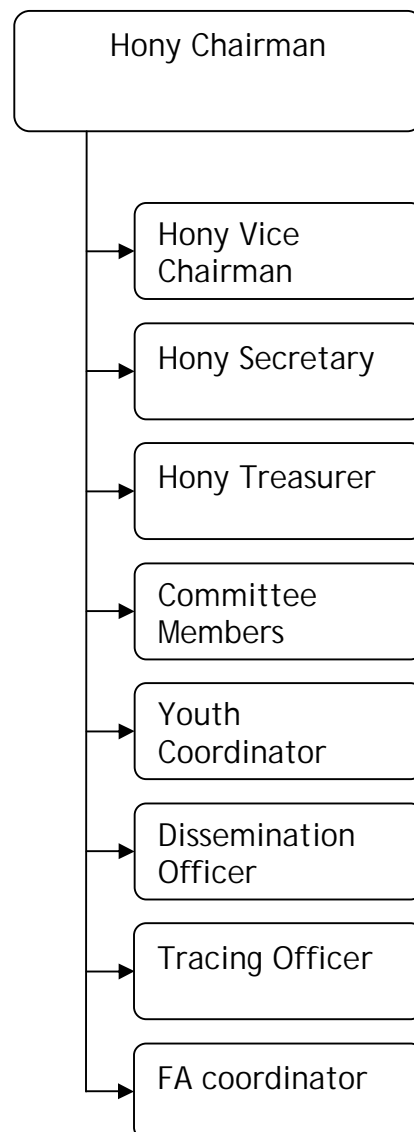 Hony Chairman
Hony Vice
Chairman
Hony Secretary
Hony Treasurer
Committee
Members
Youth
Coordinator
Dissemination
Officer
Tracing Officer
FA coordinator